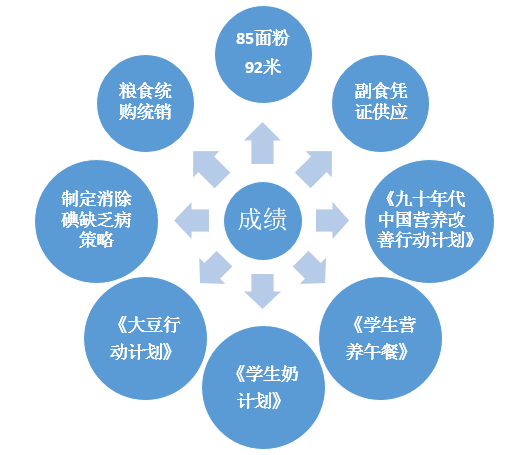 85面粉
92米
副食凭
证供应
《九十年代
中国营养改
善行动计划》
《学生营
养午餐》
《学生奶
计划》
《大豆行
动计划》
制定消除
碘缺乏病
策略
粮食统
购统销
成绩